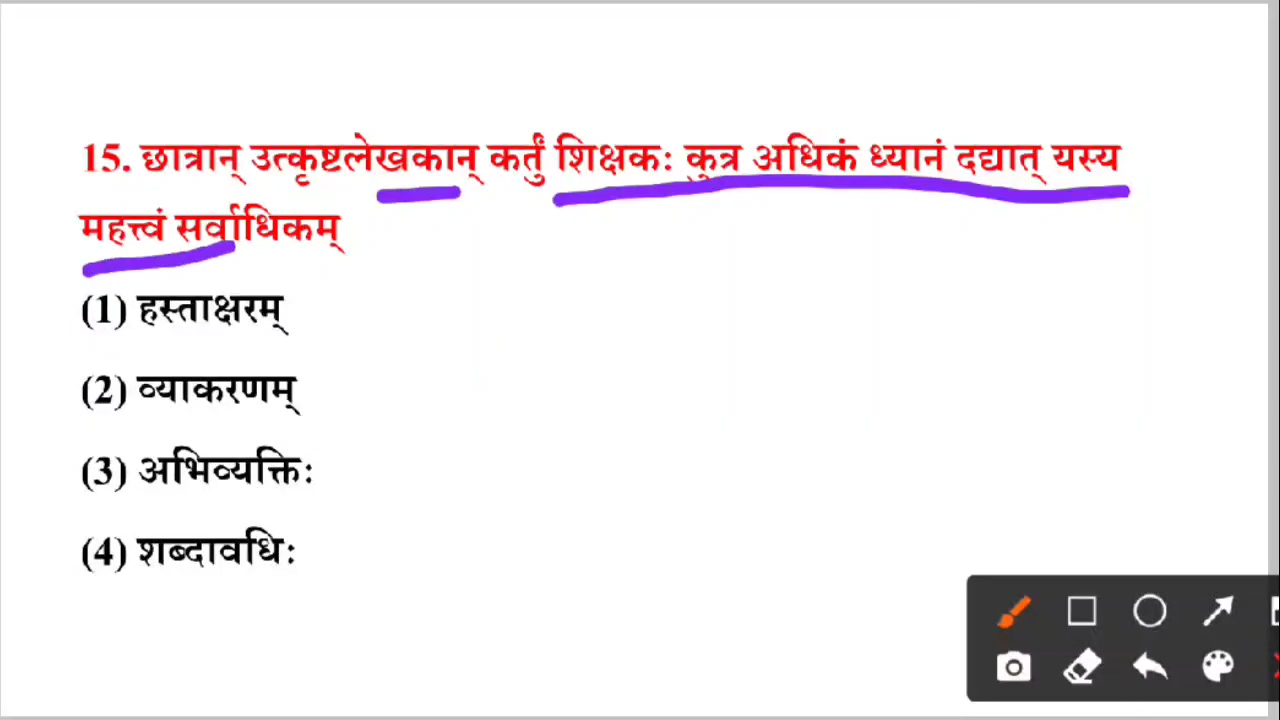 15. छात्रान् उत्कृष्टलेखकान् कर्तुं शिक्षकः कुत्र अधिकं ध्यानं दद्यात् यस्य
महत्त्वं सर्वाधिकम्
(1) हस्ताक्षरम्
(2) व्याकरणम्
(3) अभिव्यक्तिः
(4) शब्दावधिः